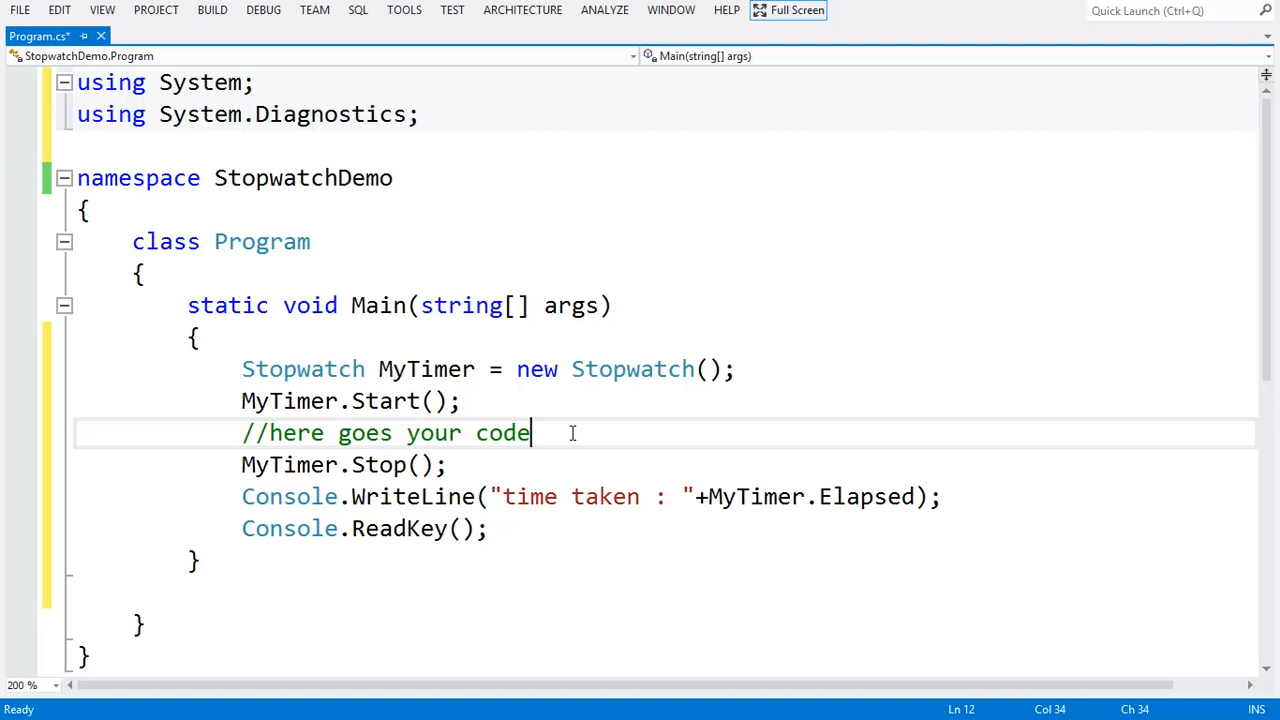 FILE EDIT VIEW PROJECT BUILD DEBUG TEAM SQL TOOLS TEST ARCHITECTURE ANALYZE WINDOW HELP Full Screen Quick Launch (Ctrl+Q)
Program.cs*
StopwatchDemo.Program Main(string[] args)
using System;
using System.Diagnostics;
namespace StopwatchDemo
{
class Program
{
static void Main(string[] args)
{
Stopwatch MyTimer = new Stopwatch();
MyTimer.Start();
//here goes your code
MyTimer.Stop();
Console.WriteLine("time taken : "+MyTimer.Elapsed);
Console.ReadKey();
}
}
}
200 %
Ready Ln 12 Col 34 Ch 34 INS